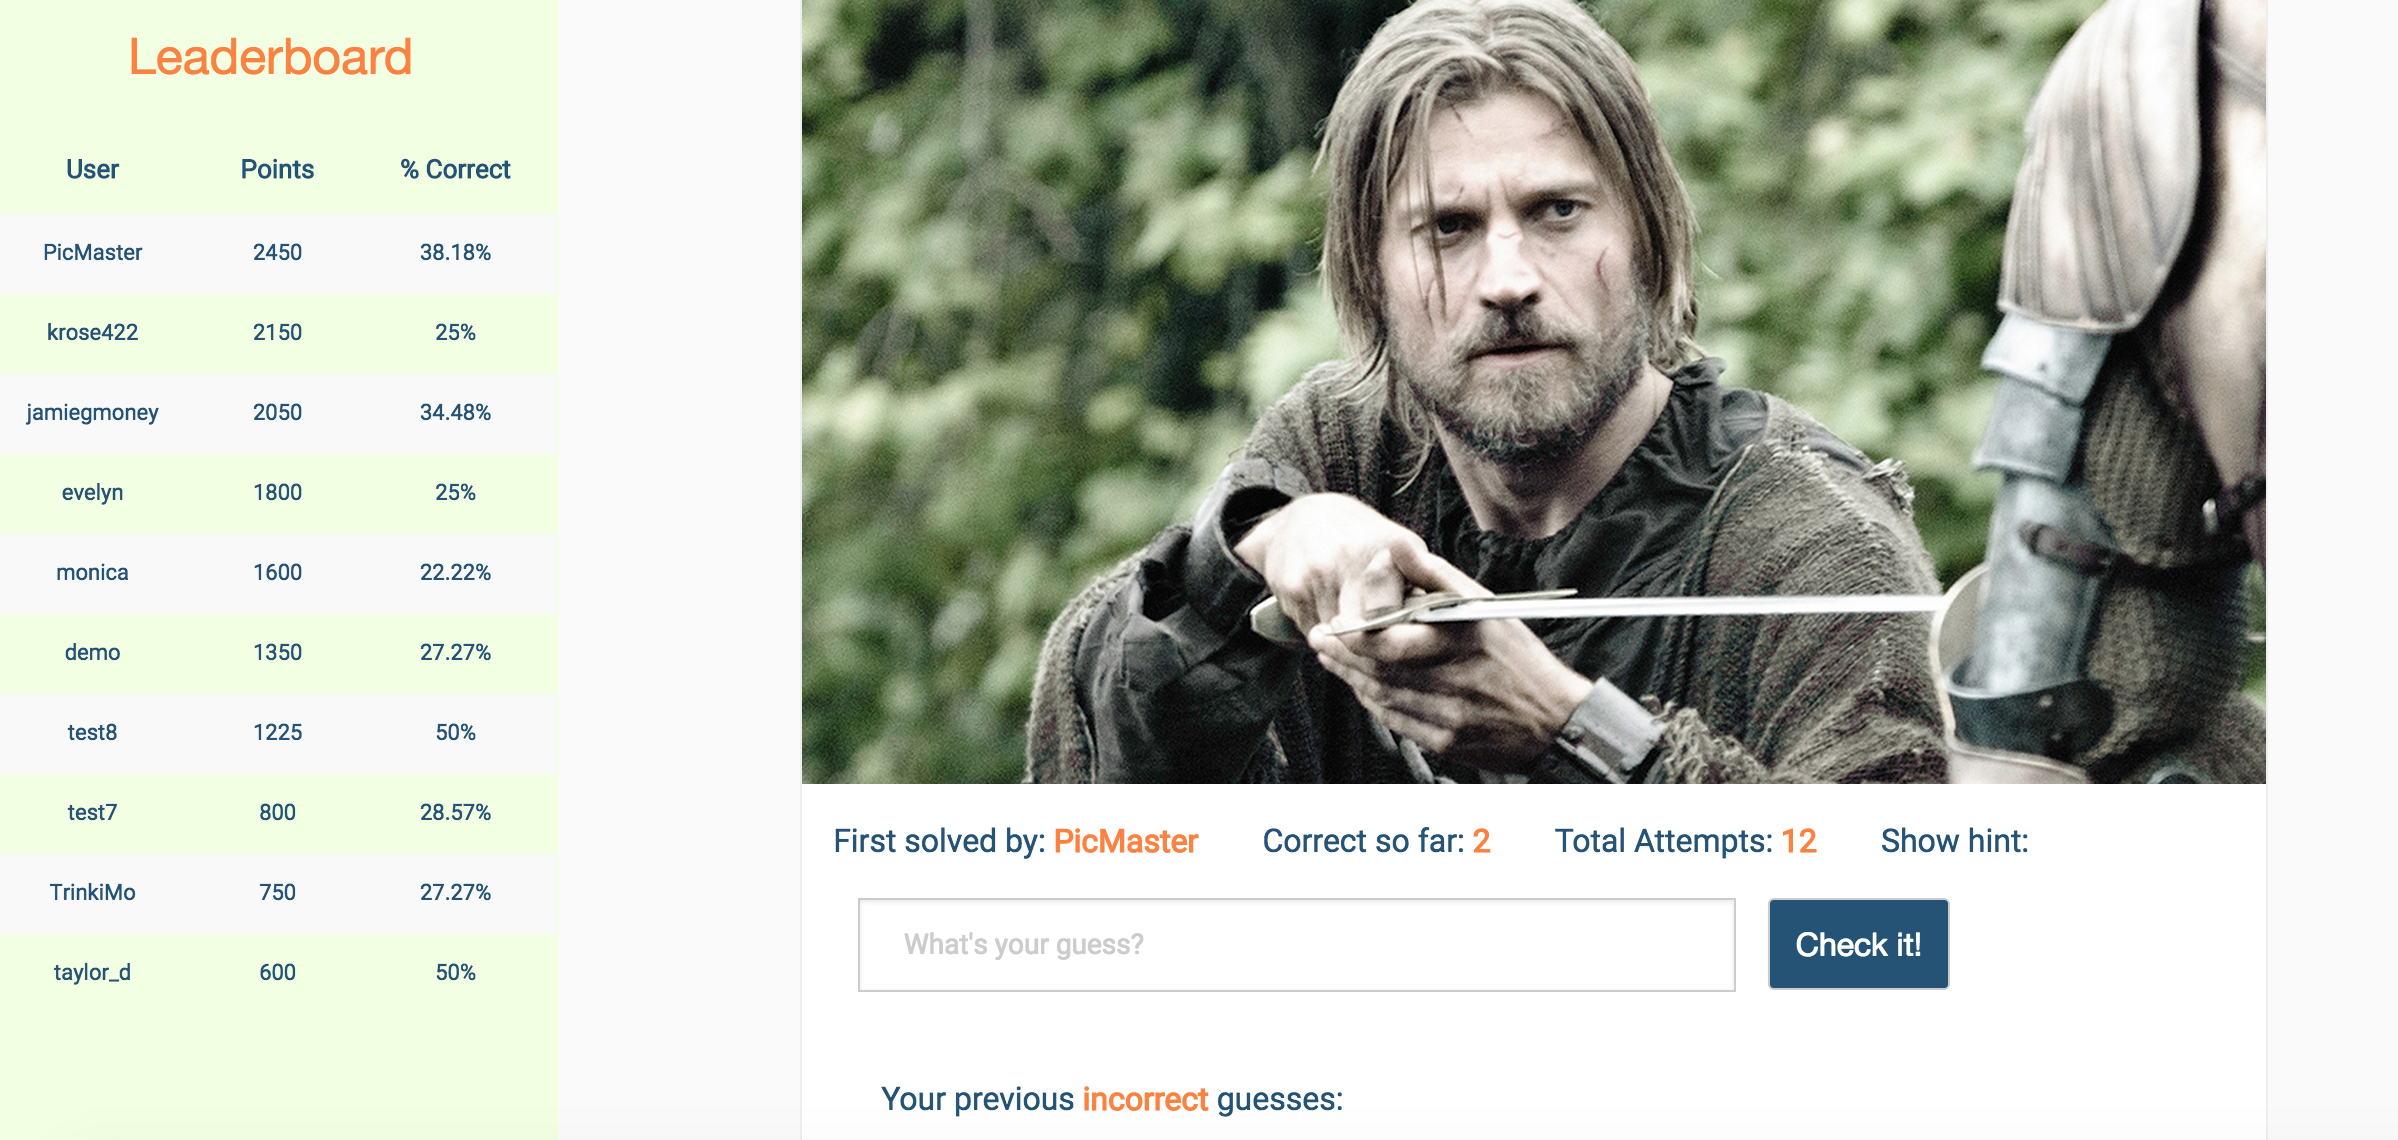 Leaderboard
User Points % Correct
PicMaster 2450 38.18%
krose422 2150 25%
jamiegmoney 2050 34.48%
evelyn 1800 25%
monica 1600 22.22%
demo 1350 27.27%
test8 1225 50%
test7 800 28.57%
TrinkiMo 750 27.27%
taylor_d 600 50%
First solved by: PicMaster Correct so far: 2 Total Attempts: 12 Show hint:
What's your guess? Check it!
Your previous incorrect guesses: